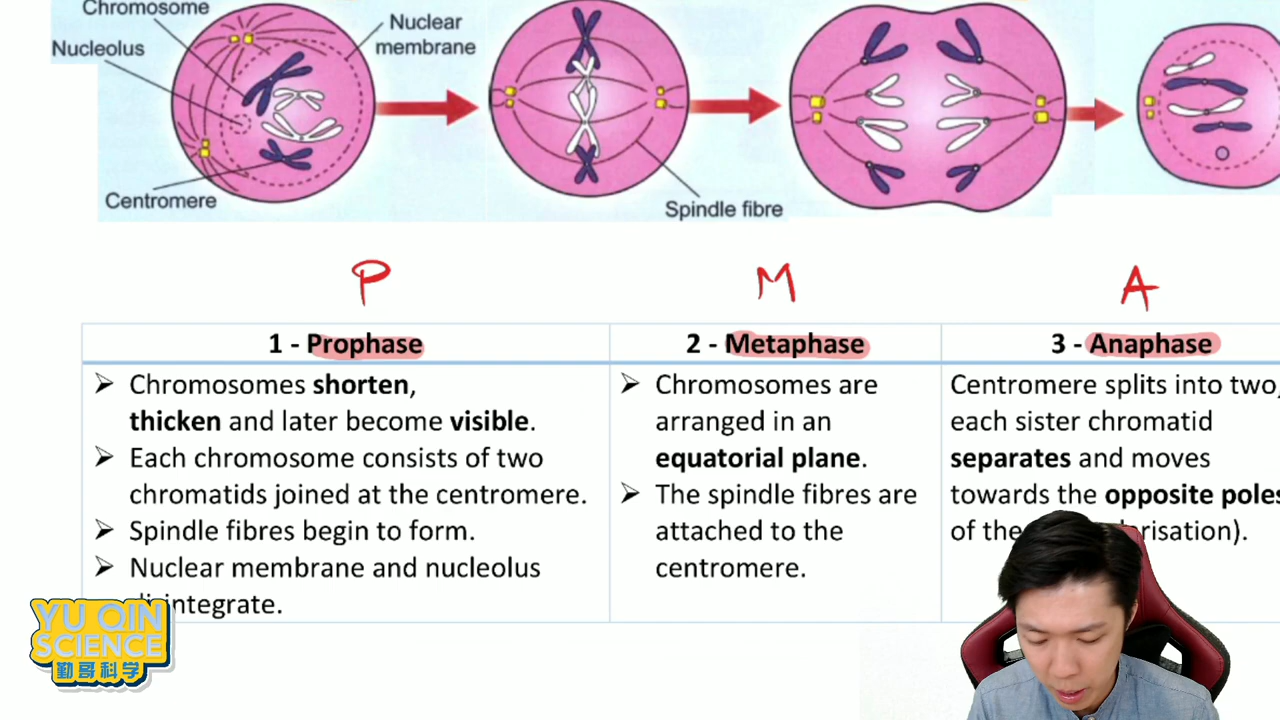 Chromosome
Nucleolus
Nuclear
membrane
Centromere
Spindle fibre
P
M
A
1 - Prophase
2 - Metaphase
3 - Anaphase
➢ Chromosomes shorten,
thicken and later become visible.
➢ Each chromosome consists of two
chromatids joined at the centromere.
➢ Spindle fibres begin to form.
➢ Nuclear membrane and nucleolus
disintegrate.
➢ Chromosomes are
arranged in an
equatorial plane.
➢ The spindle fibres are
attached to the
centromere.
Centromere splits into two,
each sister chromatid
separates and moves
towards the opposite poles
of the
YU QIN
SCIENCE
勤哥科学